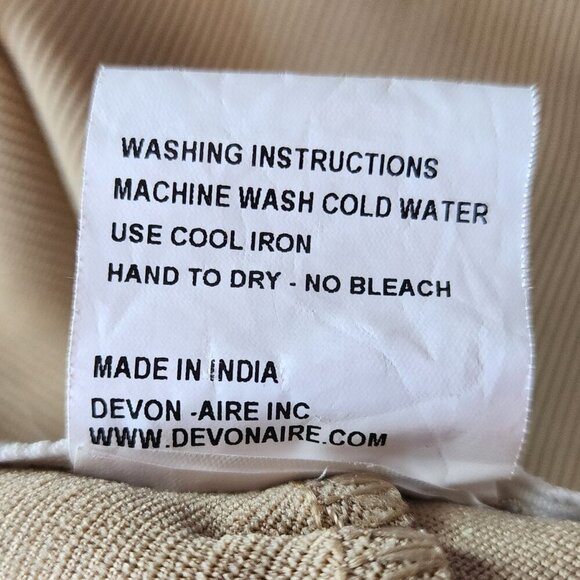 WASHING INSTRUCTIONS
MACHINE WASH COLD WATER
USE COOL IRON
HAND TO DRY - NO BLEACH
MADE IN INDIA
DEVON -AIRE INC
WWW.DEVONAIRE.COM